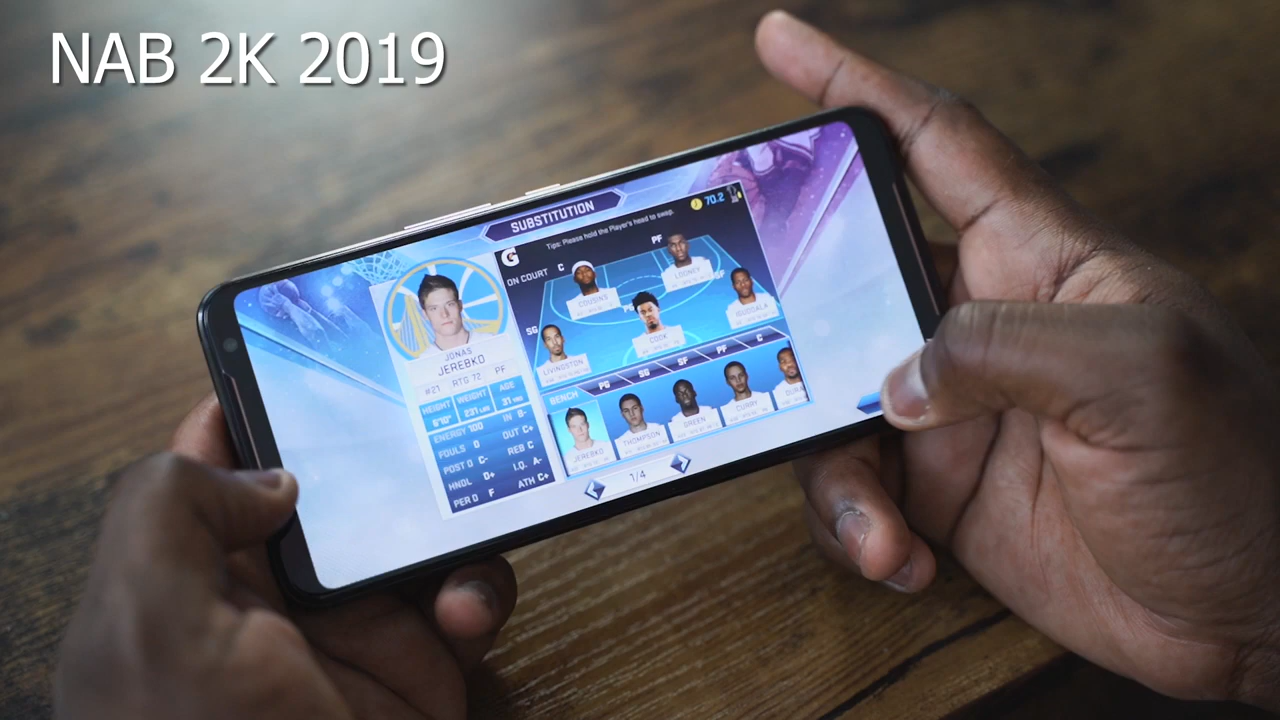 NAB 2K 2019
SUBSTITUTION
Tips: Please hold the Player's head to swap.
70.2
ON COURT
C
PF
SF
SG
COUSINS
LOONEY
IGUODALA
LIVINGSTON
COOK
PG SG SF PF C
BENCH
JEREBKO
THOMPSON
GREEN
CURRY
1/4
JONAS
JEREBKO
#21 RTG 72 PF
HEIGHT WEIGHT AGE
6'10" 231 LBS 31 YRS
ENERGY 100 IN B-
FOULS 0 OUT C+
POST D C- REB C
HNDL D+ I.Q. A-
PER D F ATH C+